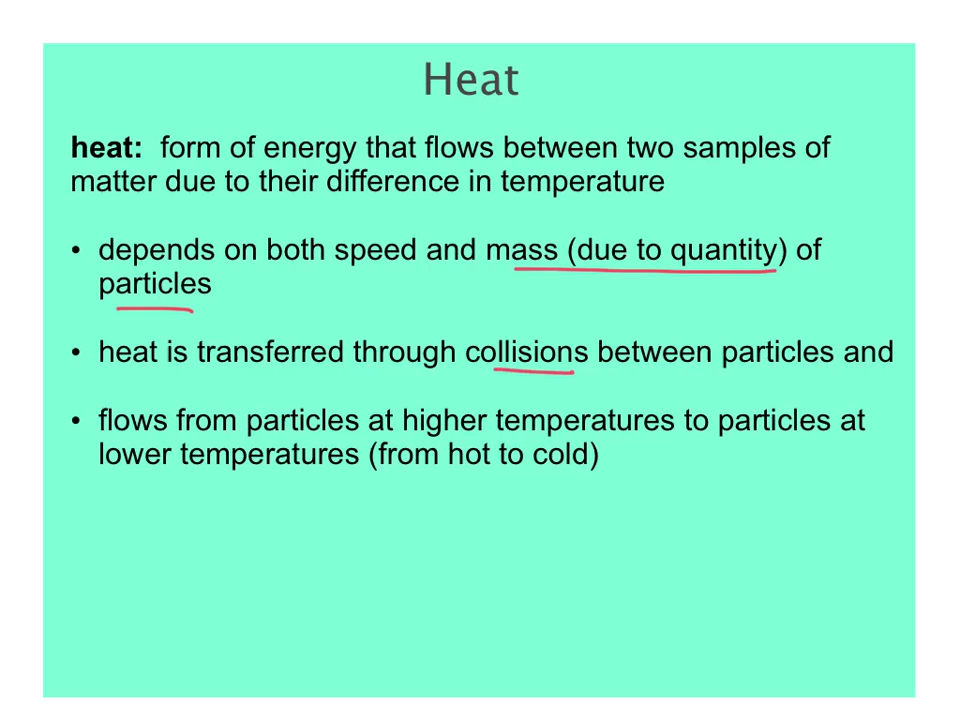 Heat
heat: form of energy that flows between two samples of
matter due to their difference in temperature
• depends on both speed and mass (due to quantity) of
particles
• heat is transferred through collisions between particles and
• flows from particles at higher temperatures to particles at
lower temperatures (from hot to cold)